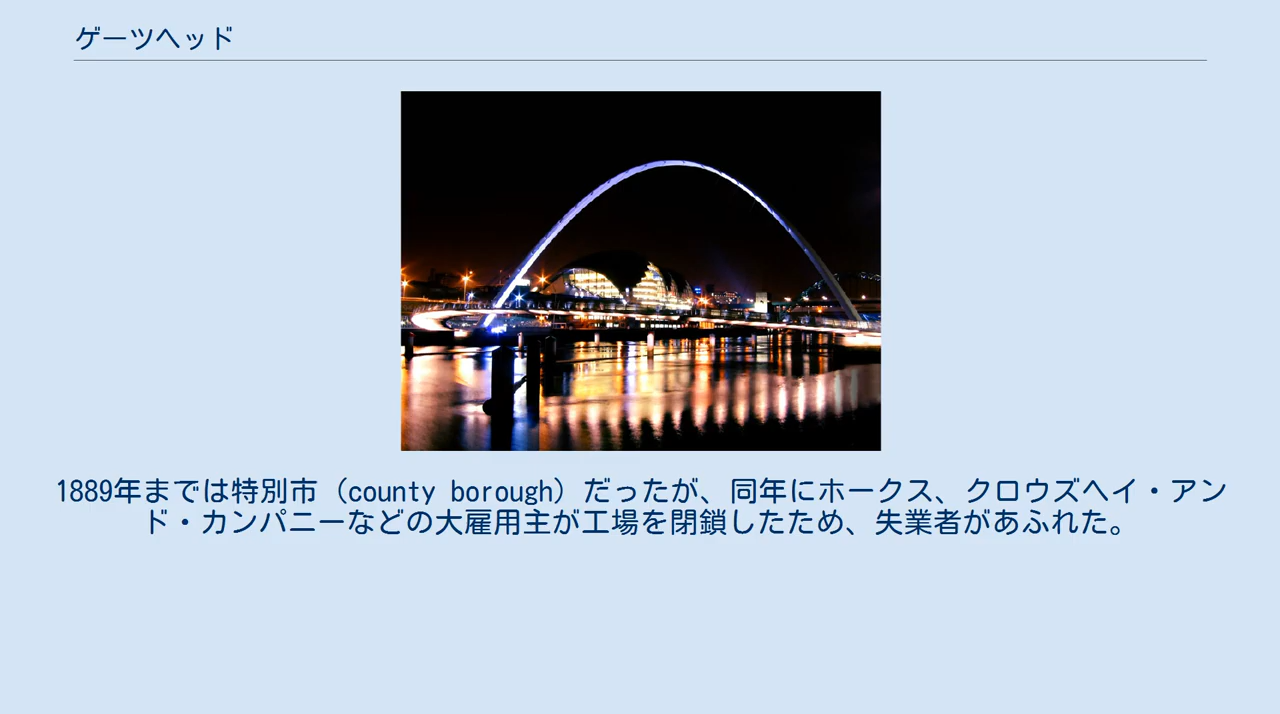 ゲーツヘッド
1889年までは特別市（county borough）だったが、同年にホークス、クロウズヘイ・アン
ド・カンパニーなどの大雇用主が工場を閉鎖したため、失業者があふれた。